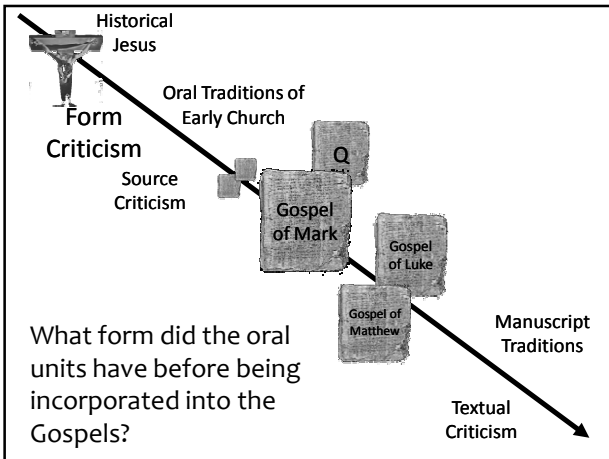 Historical
Jesus
Oral Traditions of
Early Church
Form
Criticism
Source
Criticism
Q
Gospel
of Mark
Gospel
of Luke
Gospel of
Matthew
Manuscript
Traditions
Textual
Criticism
What form did the oral
units have before being
incorporated into the
Gospels?